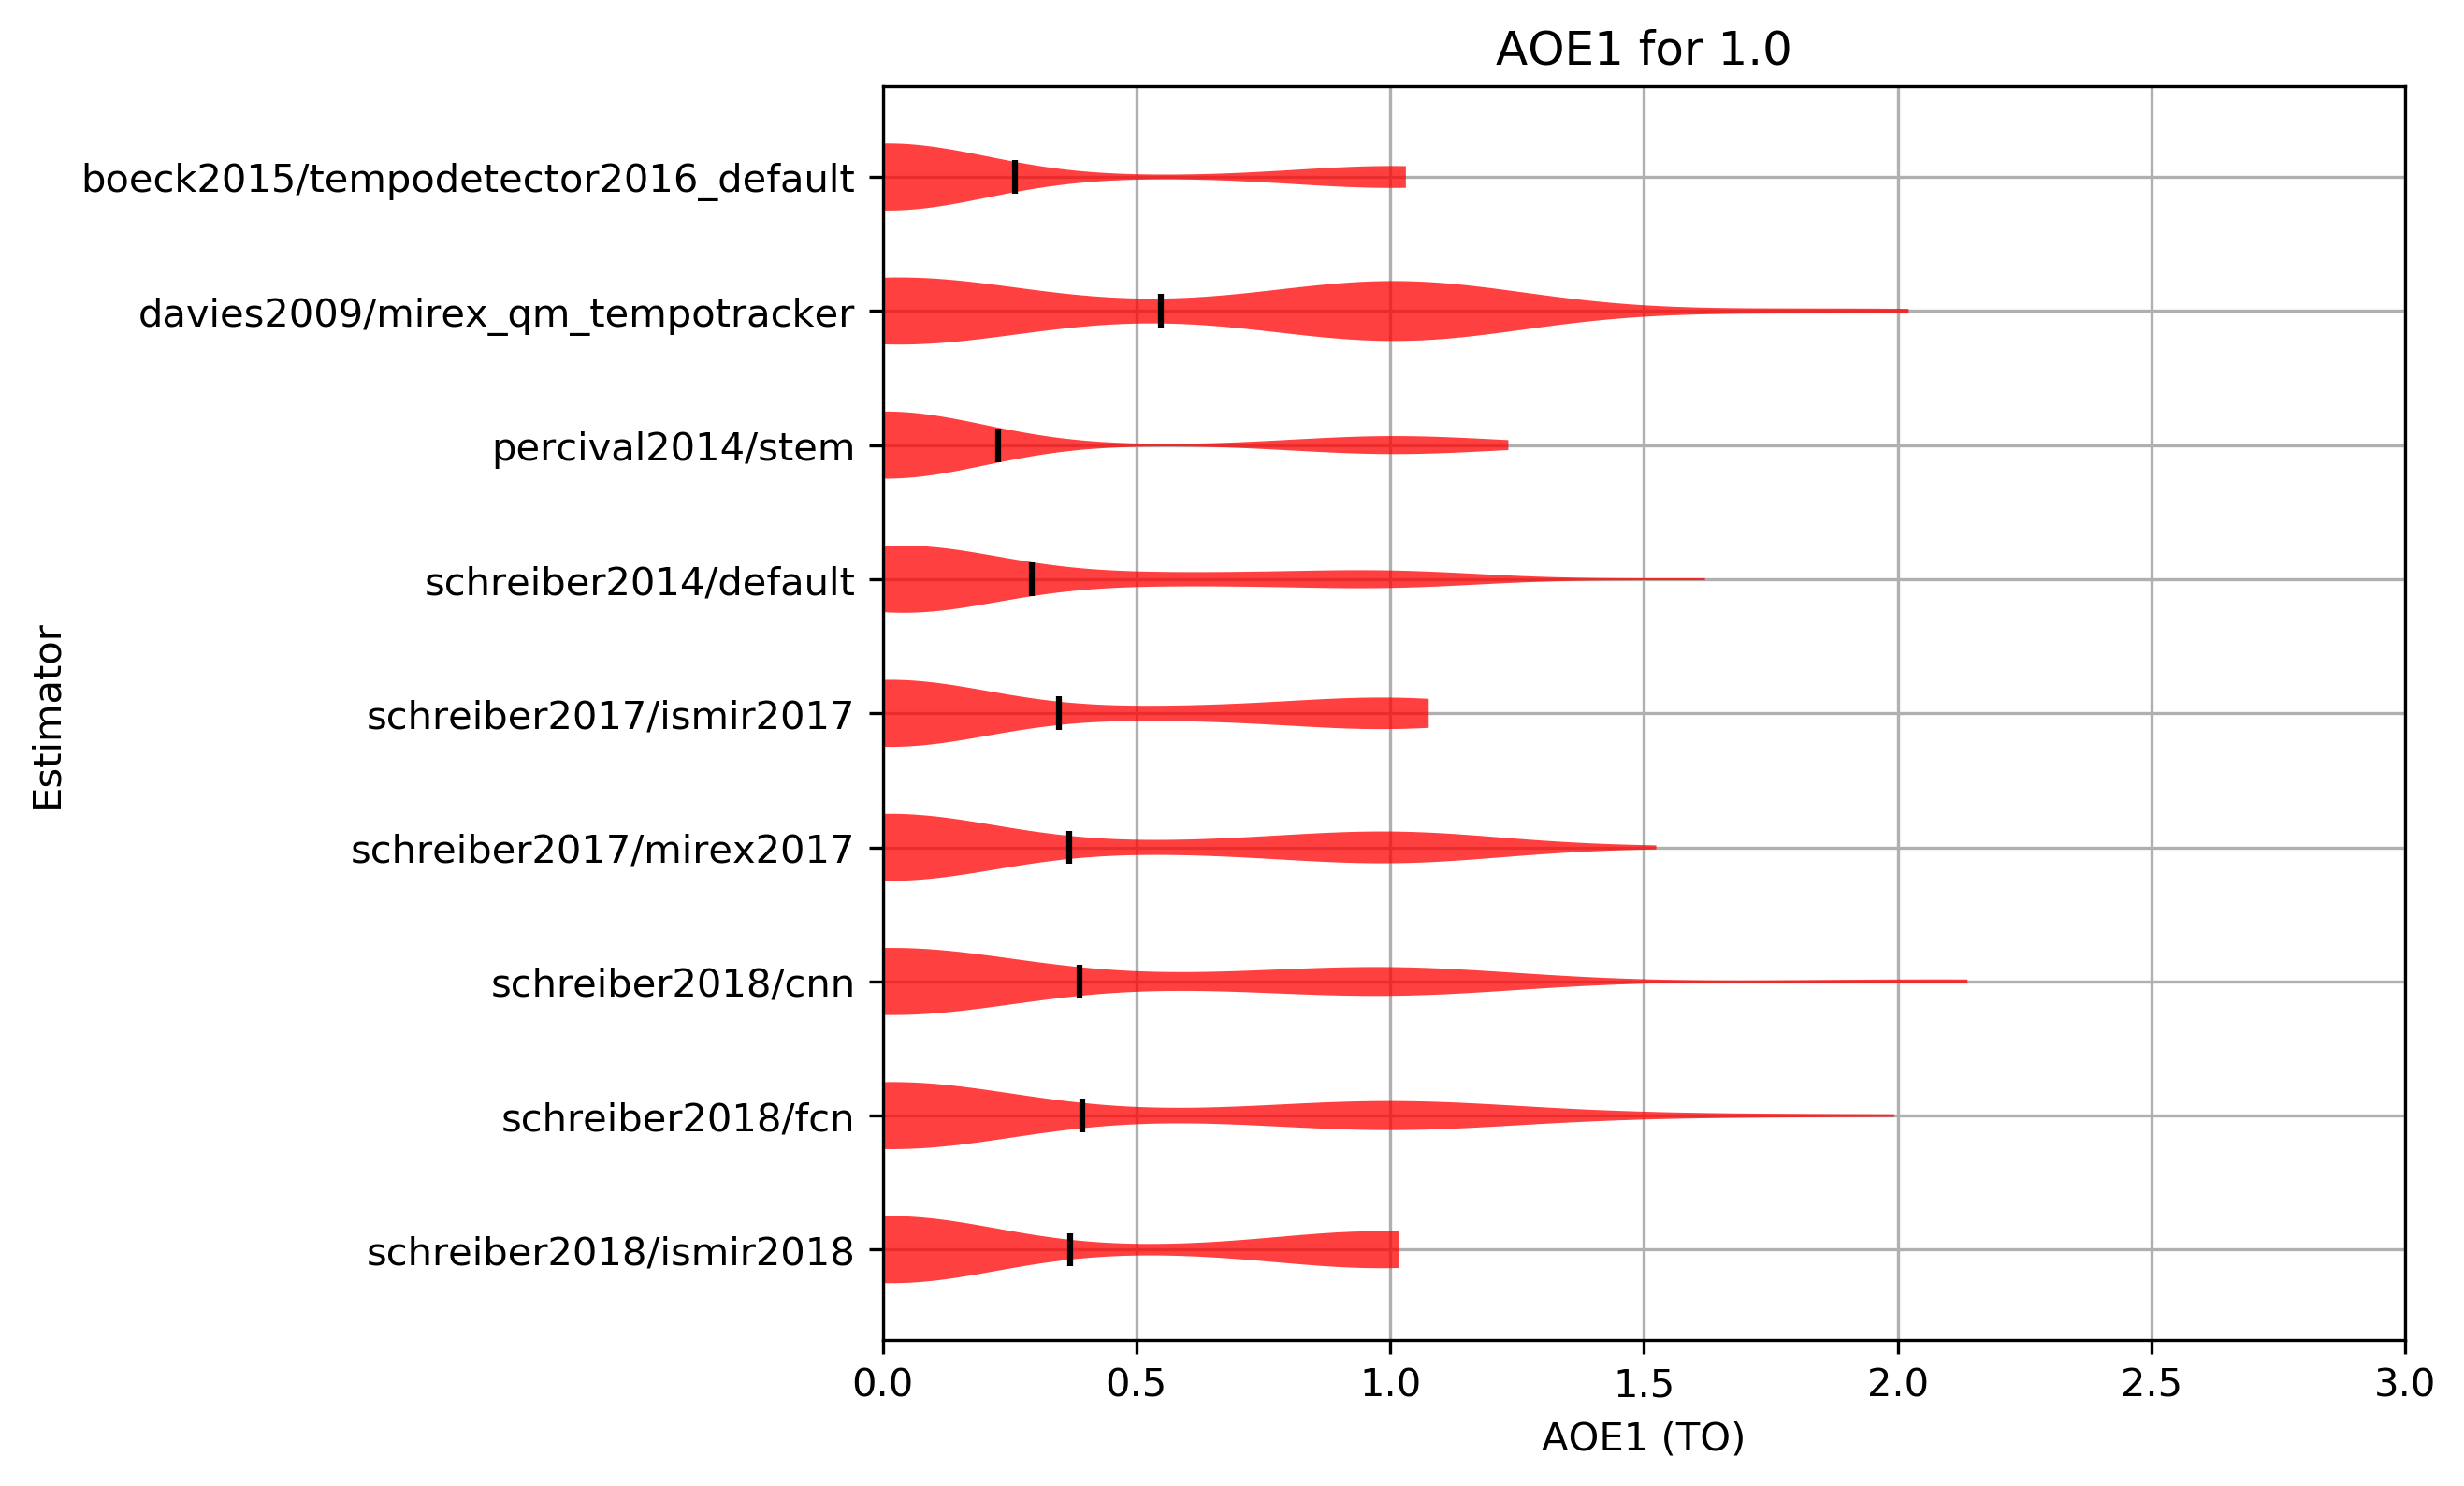 AOE1 for 1.0
boeck2015/tempodetector2016_default
davies2009/mirex_qm_tempotracker
percival2014/stem
schreiber2014/default
schreiber2017/ismir2017
schreiber2017/mirex2017
schreiber2018/cnn
schreiber2018/fcn
schreiber2018/ismir2018
Estimator
0.0 0.5 1.0 1.5 2.0 2.5 3.0
AOE1 (TO)